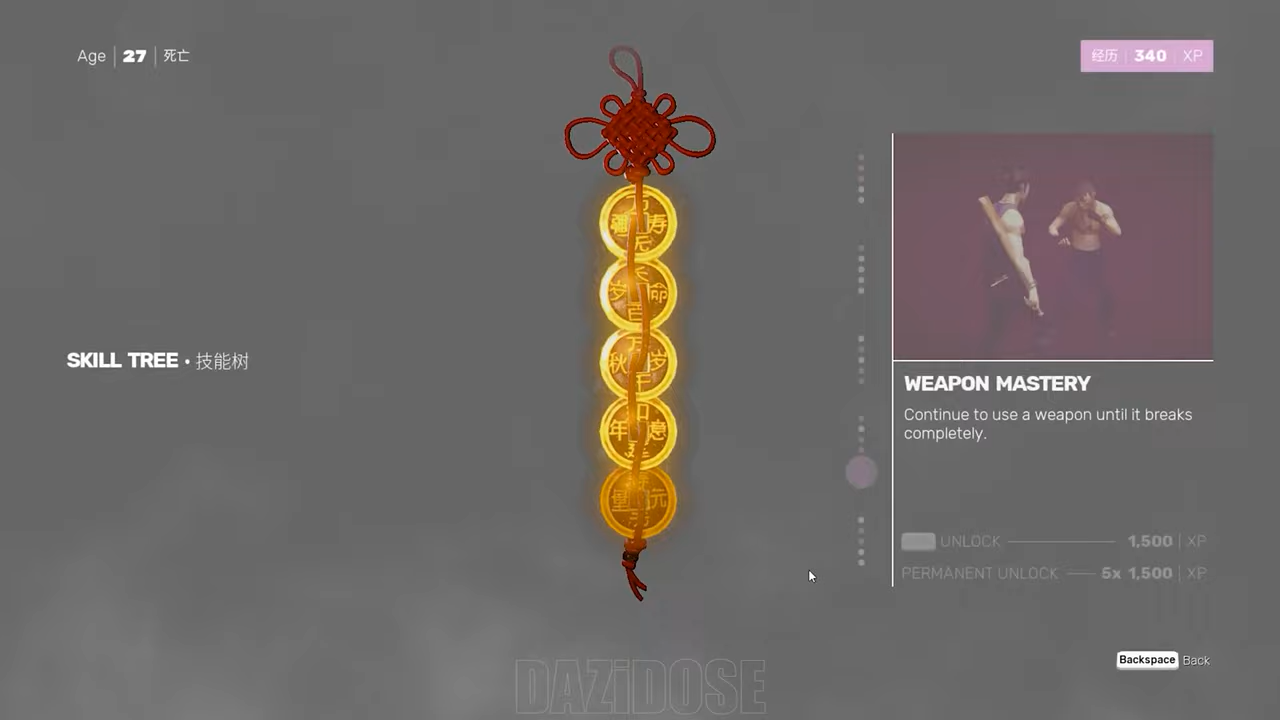 Age | 27 | 死亡
经历 | 340 | XP
SKILL TREE • 技能树
WEAPON MASTERY
Continue to use a weapon until it breaks
completely.
UNLOCK 1,500 | XP
PERMANENT UNLOCK 5x 1,500 | XP
Backspace Back
DAZiDOSE